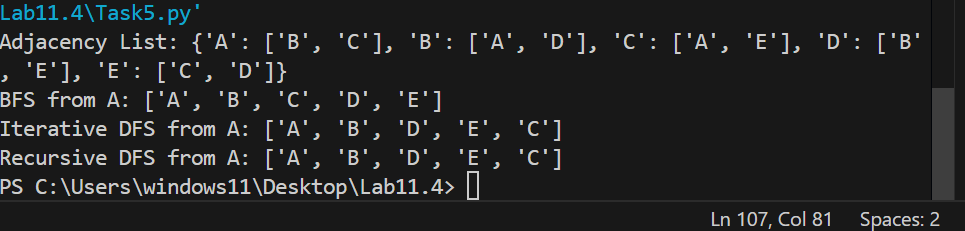 Lab11.4\Task5.py'
Adjacency List: {'A': ['B', 'C'], 'B': ['A', 'D'], 'C': ['A', 'E'], 'D': ['B'
, 'E'], 'E': ['C', 'D']}
BFS from A: ['A', 'B', 'C', 'D', 'E']
Iterative DFS from A: ['A', 'B', 'D', 'E', 'C']
Recursive DFS from A: ['A', 'B', 'D', 'E', 'C']
PS C:\Users\windows11\Desktop\Lab11.4>
Ln 107, Col 81 Spaces: 2